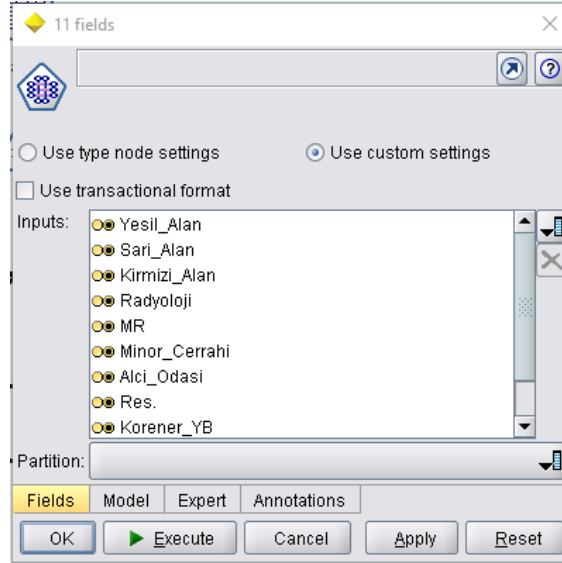 11 fields
Use type node settings
Use custom settings
Use transactional format
Inputs:
Yesil_Alan
Sari_Alan
Kirmizi_Alan
Radyoloji
MR
Minor_Cerrahi
Alci_Odasi
Res.
Korener_YB
Partition:
Fields Model Expert Annotations
OK Execute Cancel Apply Reset